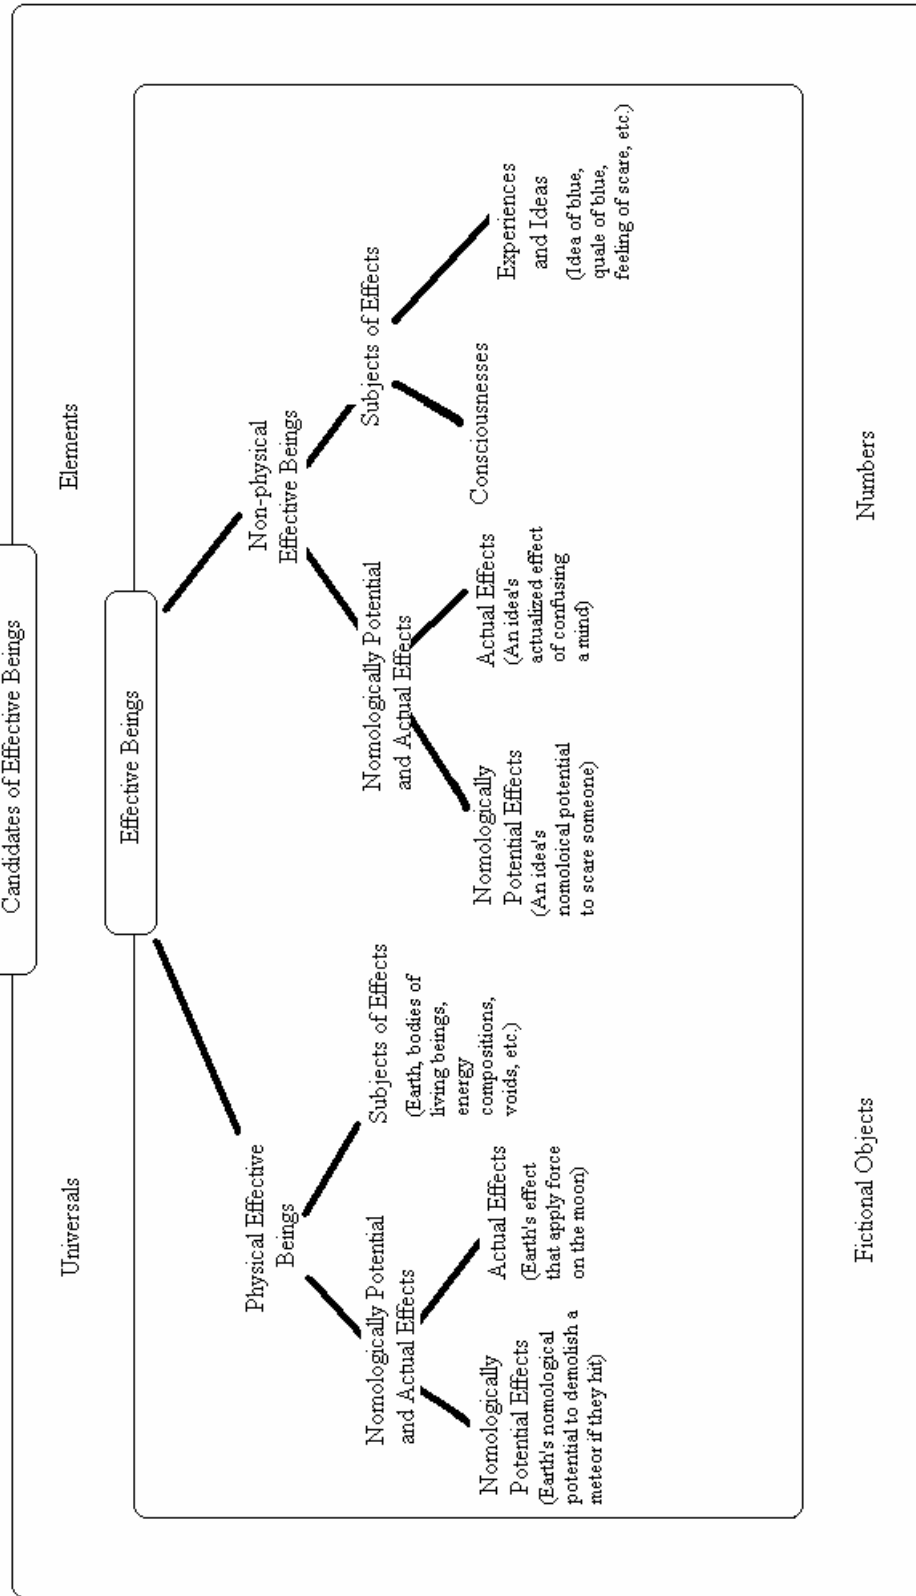 Candidates of Effective Beings
Universals
Elements
Effective Beings
Physical Effective
Beings
Non-physical
Effective Beings
Nomologically Potential
and Actual Effects
Subjects of Effects
(Earth, bodies of
living beings,
energy
compositions,
voids, etc.)
Nomologically Potential
and Actual Effects
Subjects of Effects
Nomologically
Potential Effects
(Earth's nomological
potential to demolish a
meteor if they hit)
Actual Effects
(Earth's effect
that apply force
on the moon)
Nomologically
Potential Effects
(An idea's
nomoloical potential
to scare someone)
Actual Effects
(An idea's
actualized effect
of confusing
a mind)
Consciousnesses
Experiences
and Ideas
(Idea of blue,
quale of blue,
feeling of scare, etc.)
Fictional Objects
Numbers